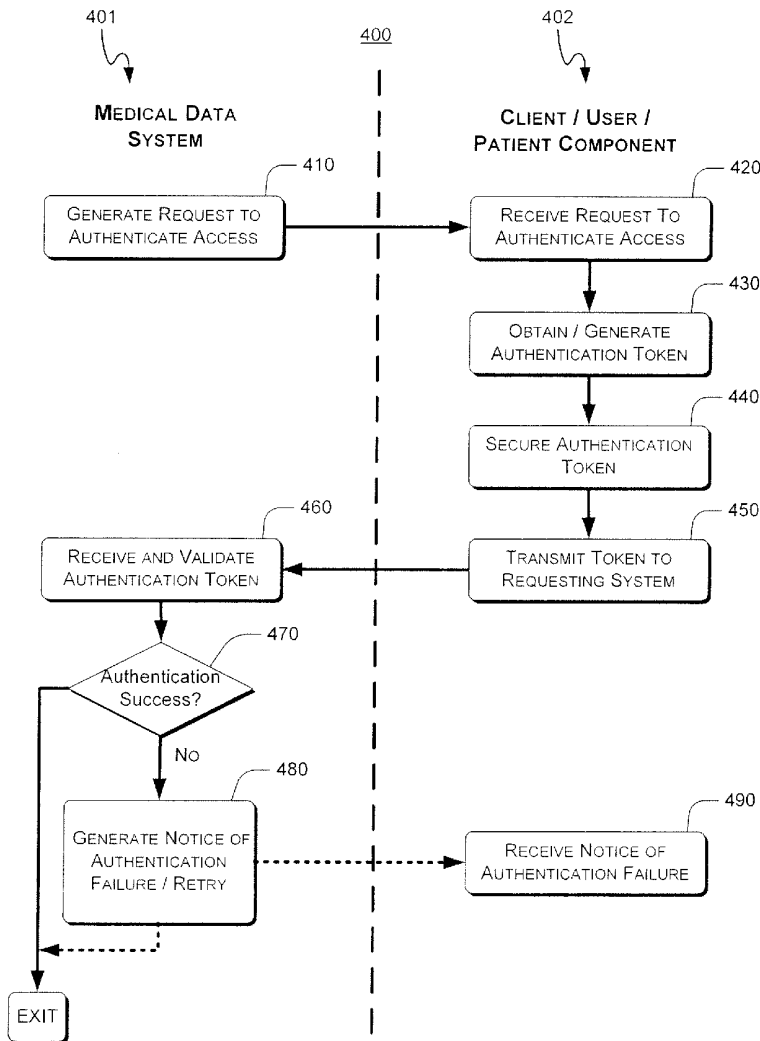 401
400
402
MEDICAL DATA
SYSTEM
CLIENT / USER /
PATIENT COMPONENT
410
GENERATE REQUEST TO
AUTHENTICATE ACCESS
420
RECEIVE REQUEST TO
AUTHENTICATE ACCESS
430
OBTAIN / GENERATE
AUTHENTICATION TOKEN
440
SECURE AUTHENTICATION
TOKEN
450
TRANSMIT TOKEN TO
REQUESTING SYSTEM
460
RECEIVE AND VALIDATE
AUTHENTICATION TOKEN
470
Authentication
Success?
NO
480
GENERATE NOTICE OF
AUTHENTICATION
FAILURE / RETRY
490
RECEIVE NOTICE OF
AUTHENTICATION FAILURE
EXIT